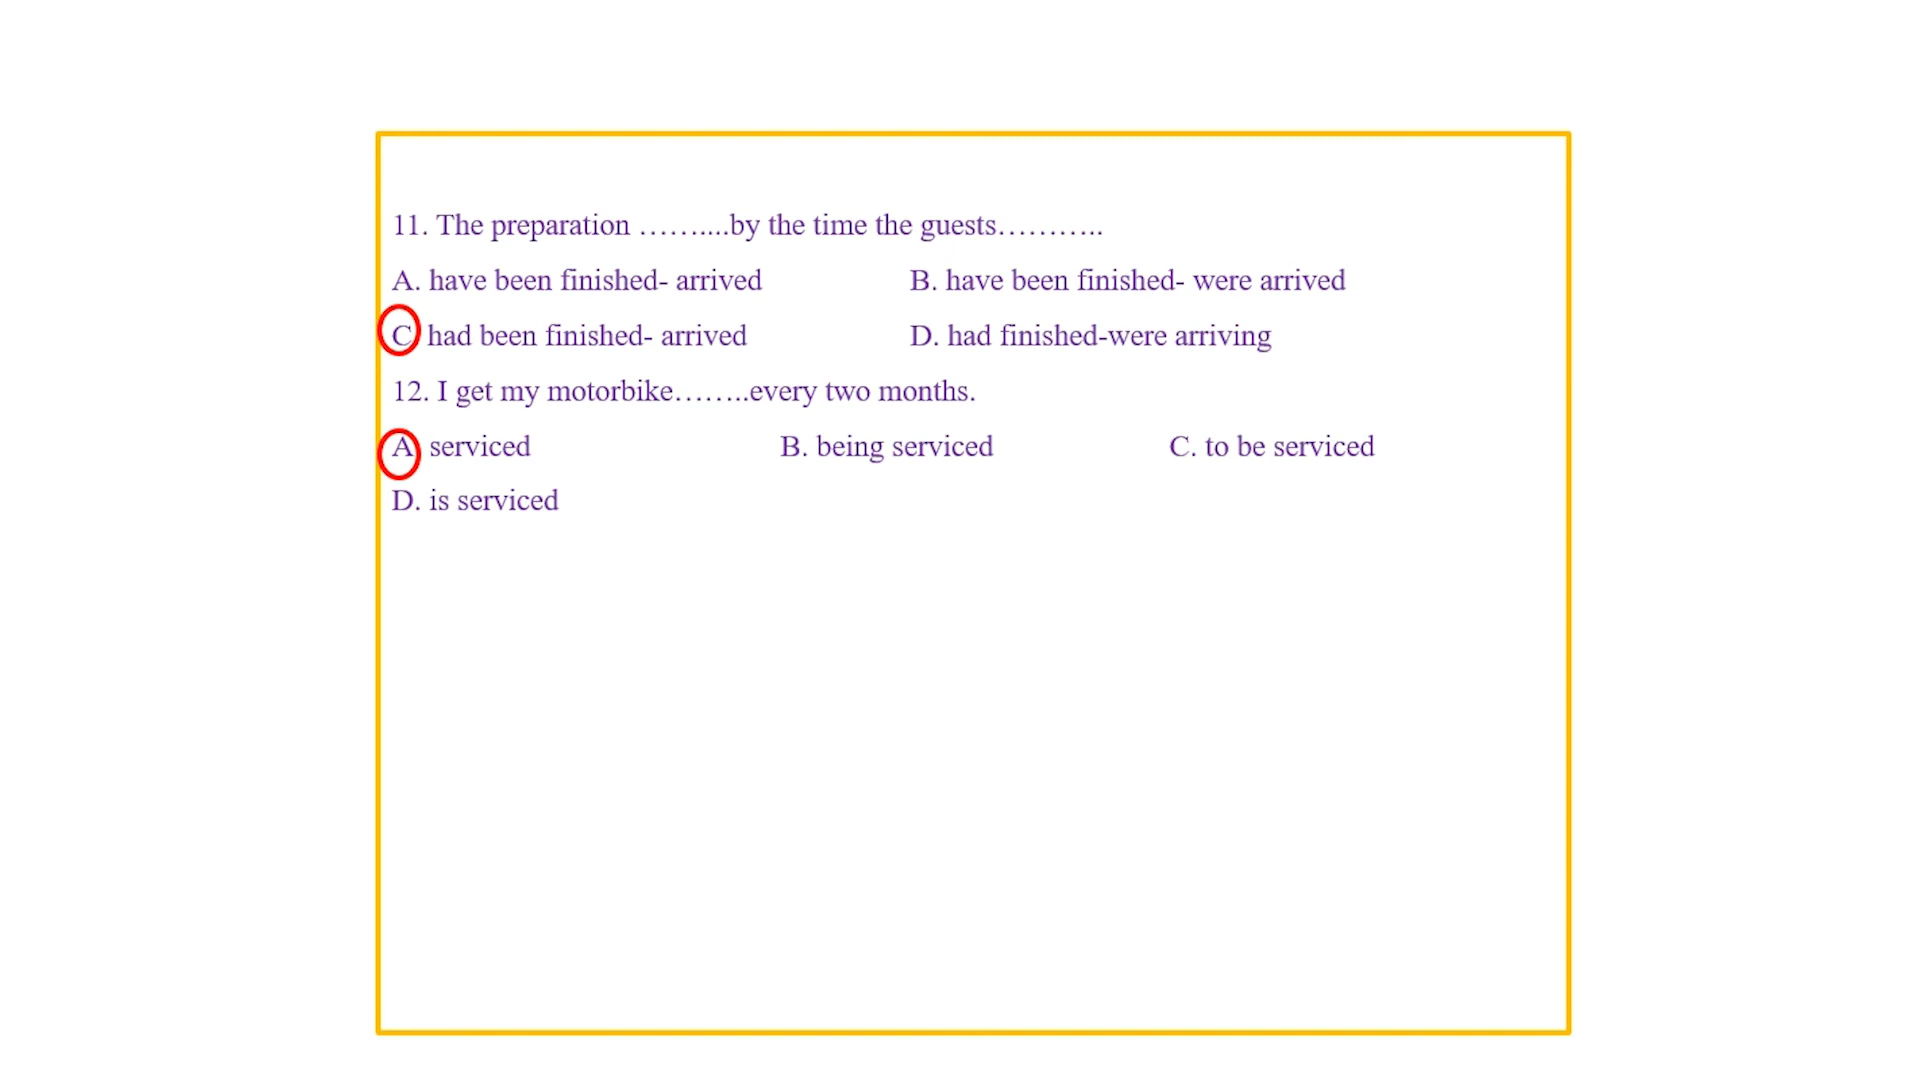 11. The preparation ……....by the time the guests………..
A. have been finished- arrived B. have been finished- were arrived
C had been finished- arrived D. had finished-were arriving
12. I get my motorbike……..every two months.
A serviced B. being serviced C. to be serviced
D. is serviced